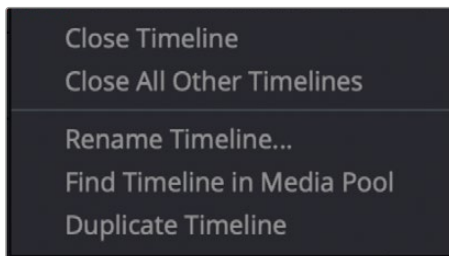 Close Timeline
Close All Other Timelines
Rename Timeline...
Find Timeline in Media Pool
Duplicate Timeline